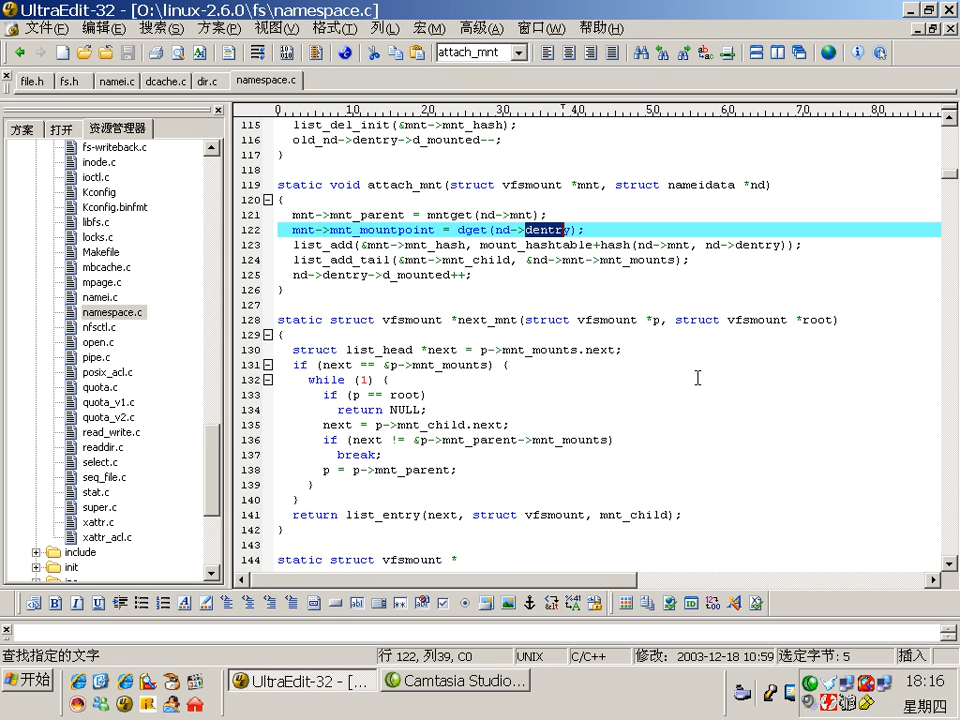 UltraEdit-32 - [O:\linux-2.6.0\fs\namespace.c]
文件(F) 编辑(E) 搜索(S) 方案(P) 视图(V) 格式(T) 列(L) 宏(M) 高级(A) 窗口(W) 帮助(H)
attach_mnt
file.h fs.h namei.c dcache.c dir.c namespace.c
方案 打开 资源管理器
fs-writeback.c
inode.c
ioctl.c
Kconfig
Kconfig.binfmt
libfs.c
locks.c
Makefile
mbcache.c
mpage.c
namei.c
namespace.c
nfsctl.c
open.c
pipe.c
posix_acl.c
quota.c
quota_v1.c
quota_v2.c
read_write.c
readdir.c
select.c
seq_file.c
stat.c
super.c
xattr.c
xattr_acl.c
include
init
0 10 20 30 40 50 60 70 80
115 list_del_init(&mnt->mnt_hash);
116 old_nd->dentry->d_mounted--;
117 }
118
119 static void attach_mnt(struct vfsmount *mnt, struct nameidata *nd)
120 {
121 mnt->mnt_parent = mntget(nd->mnt);
122 mnt->mnt_mountpoint = dget(nd->dentry);
123 list_add(&mnt->mnt_hash, mount_hashtable+hash(nd->mnt, nd->dentry));
124 list_add_tail(&mnt->mnt_child, &nd->mnt->mnt_mounts);
125 nd->dentry->d_mounted++;
126 }
127
128 static struct vfsmount *next_mnt(struct vfsmount *p, struct vfsmount *root)
129 {
130 struct list_head *next = p->mnt_mounts.next;
131 if (next == &p->mnt_mounts) {
132 while (1) {
133 if (p == root)
134 return NULL;
135 next = p->mnt_child.next;
136 if (next != &p->mnt_parent->mnt_mounts)
137 break;
138 p = p->mnt_parent;
139 }
140 }
141 return list_entry(next, struct vfsmount, mnt_child);
142 }
143
144 static struct vfsmount *
查找指定的文字 行 122, 列39, C0 UNIX C/C++ 修改: 2003-12-18 10:59 选定字节: 5 插入
开始 UltraEdit-32 - [... Camtasia Studio... 18:16
星期四